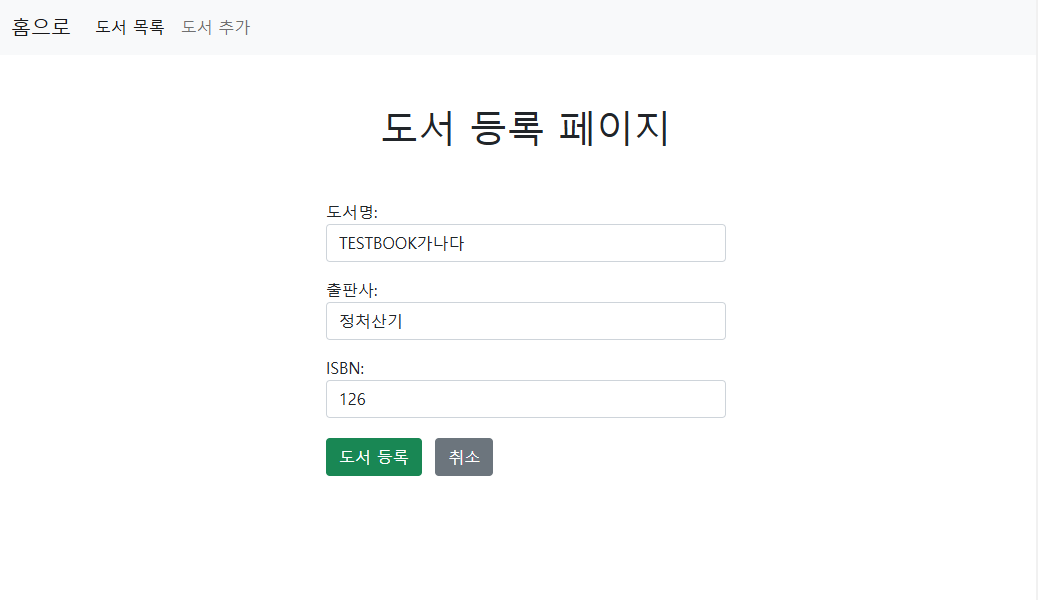 홈으로 도서 목록 도서 추가
도서 등록 페이지
도서명:
TESTBOOK가나다
출판사:
정처산기
ISBN:
126
도서 등록 취소